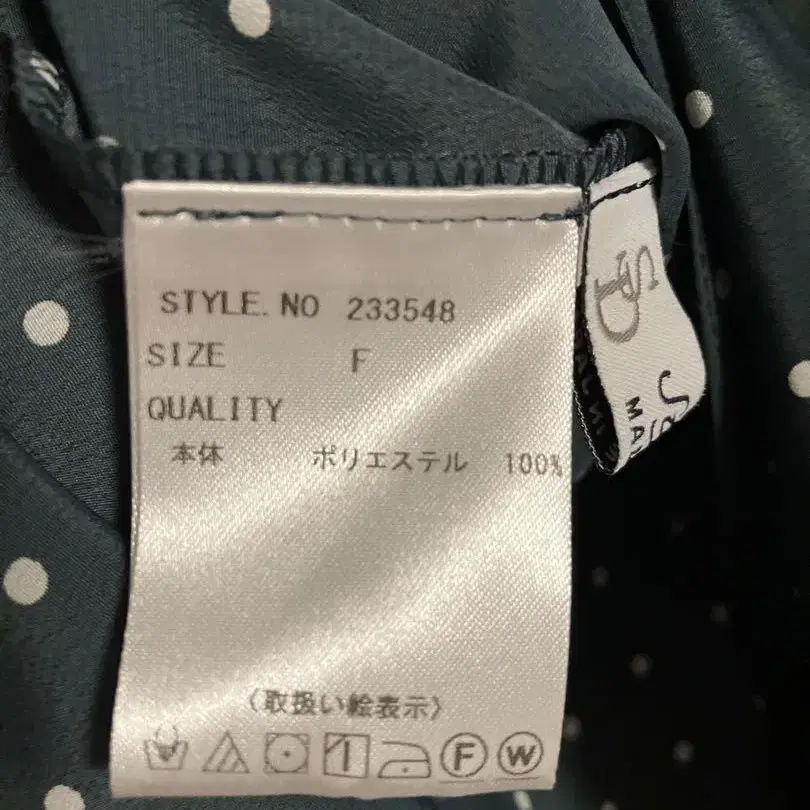 STYLE.NO 233548
SIZE F
QUALITY
本体 ポリエステル 100%
〈取扱い絵表示〉
F W